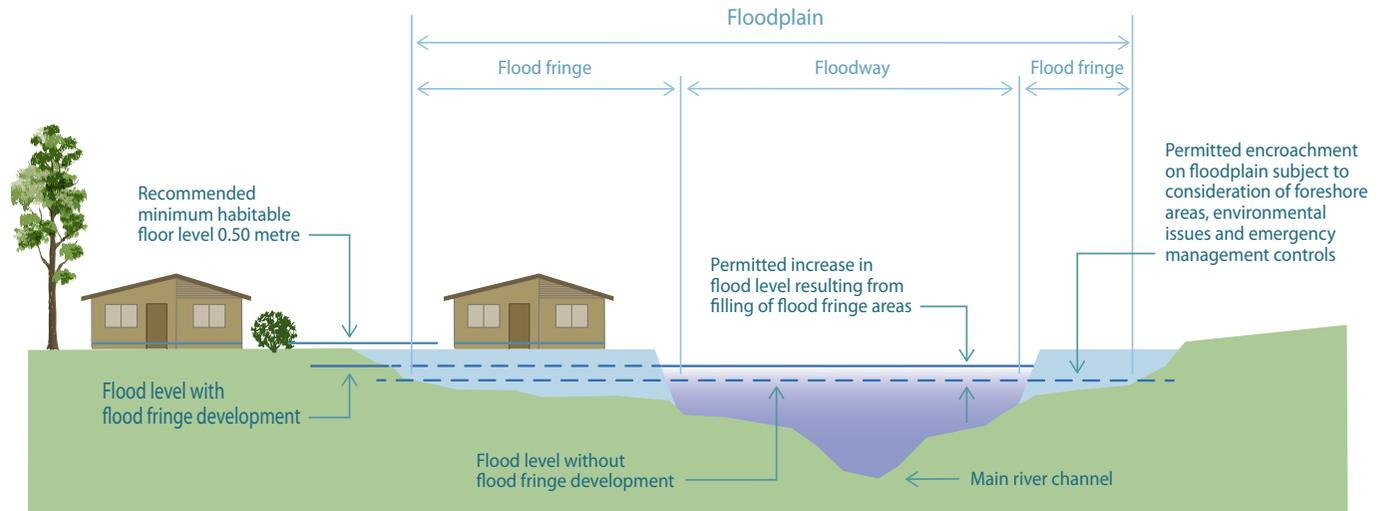 Floodplain
Flood fringe
Floodway
Flood fringe
Permitted encroachment
on floodplain subject to
consideration of foreshore
areas, environmental
issues and emergency
management controls
Recommended
minimum habitable
floor level 0.50 metre
Permitted increase in
flood level resulting from
filling of flood fringe areas
Flood level with
flood fringe development
Flood level without
flood fringe development
Main river channel